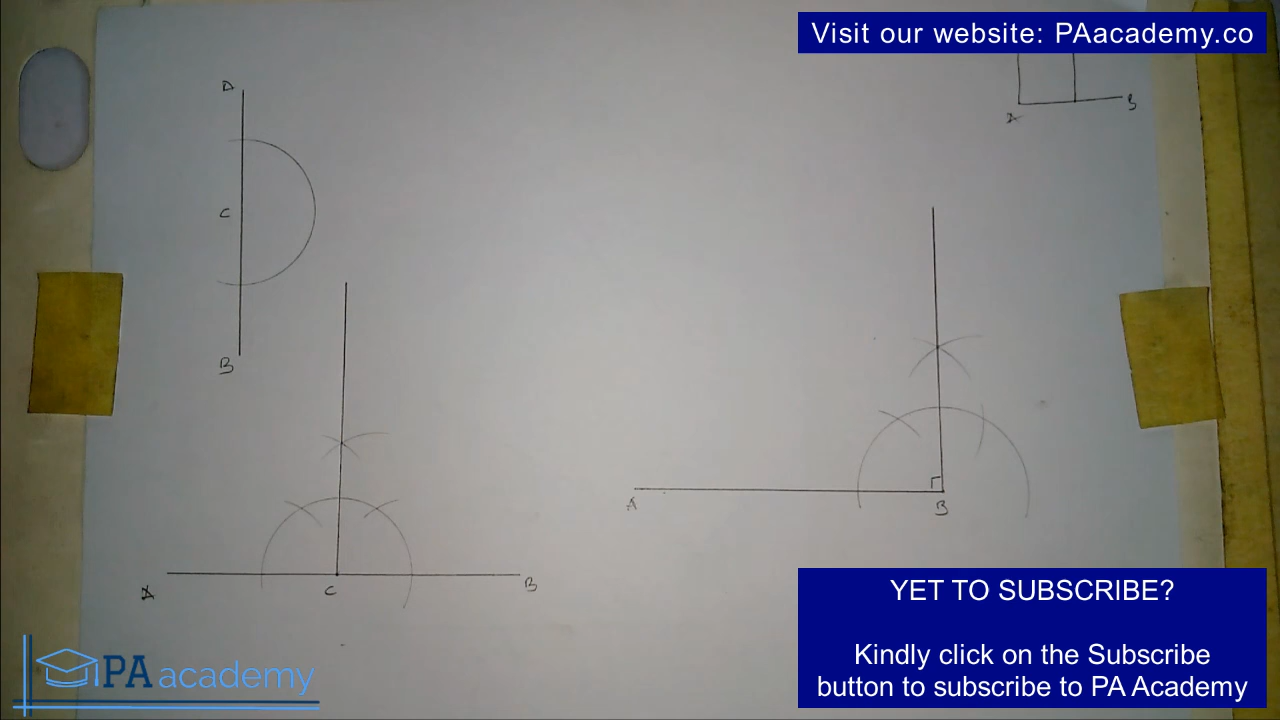 Visit our website: PAacademy.co
A
B
A
C
B
A
B
A
C
B
YET TO SUBSCRIBE?
Kindly click on the Subscribe
button to subscribe to PA Academy
PA academy